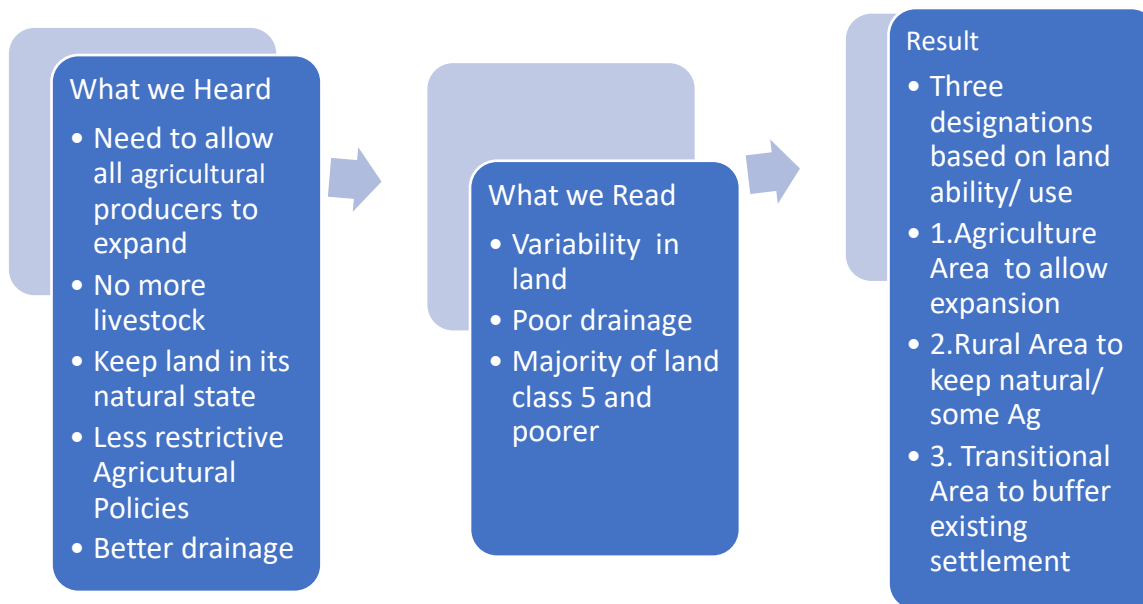 What we Heard
• Need to allow
all agricultural
producers to
expand
• No more
livestock
• Keep land in its
natural state
• Less restrictive
Agricutural
Policies
• Better drainage
What we Read
• Variability in
land
• Poor drainage
• Majority of land
class 5 and
poorer
Result
• Three
designations
based on land
ability/ use
• 1.Agriculture
Area to allow
expansion
• 2.Rural Area to
keep natural/
some Ag
• 3. Transitional
Area to buffer
existing
settlement